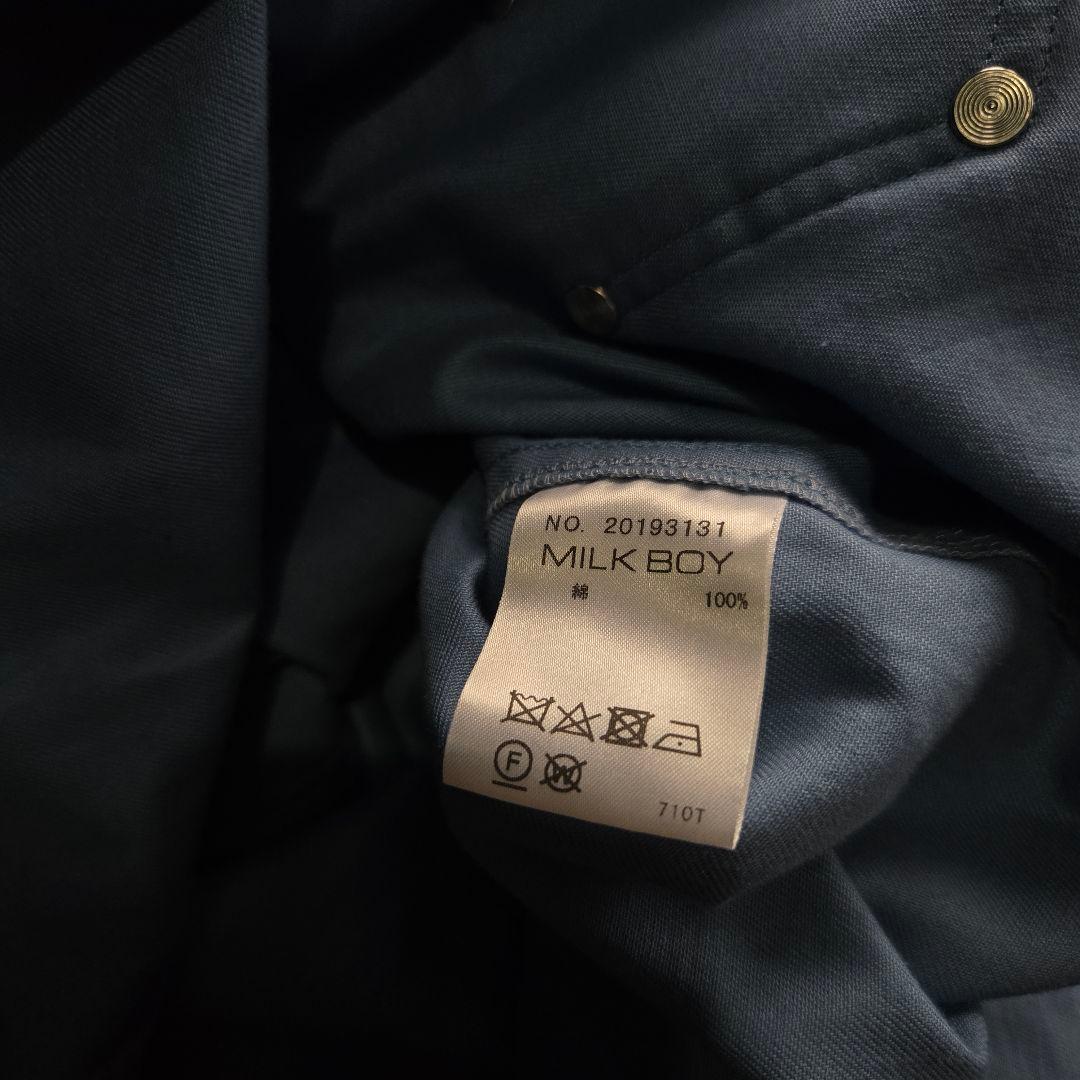 NO. 20193131
MILK BOY
綿 100%
F
W
710T